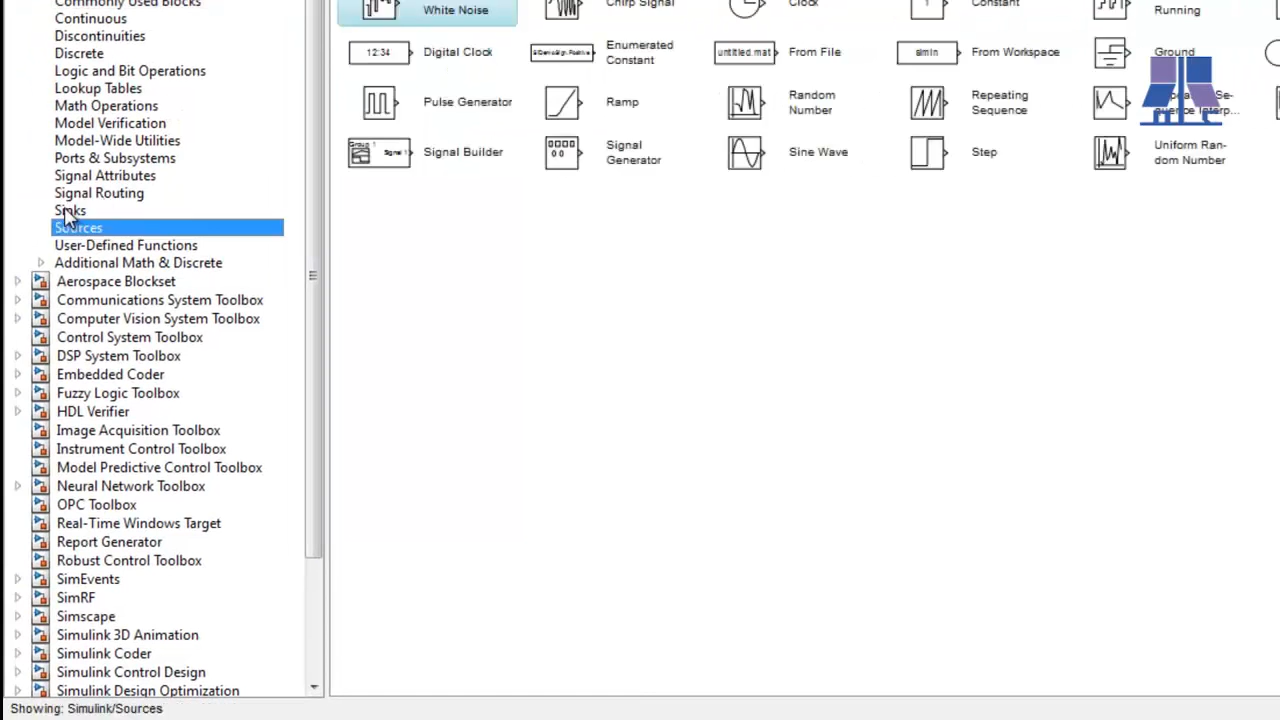 Commonly Used Blocks
Continuous
Discontinuities
Discrete
Logic and Bit Operations
Lookup Tables
Math Operations
Model Verification
Model-Wide Utilities
Ports & Subsystems
Signal Attributes
Signal Routing
Sinks
Sources
User-Defined Functions
Additional Math & Discrete
Aerospace Blockset
Communications System Toolbox
Computer Vision System Toolbox
Control System Toolbox
DSP System Toolbox
Embedded Coder
Fuzzy Logic Toolbox
HDL Verifier
Image Acquisition Toolbox
Instrument Control Toolbox
Model Predictive Control Toolbox
Neural Network Toolbox
OPC Toolbox
Real-Time Windows Target
Report Generator
Robust Control Toolbox
SimEvents
SimRF
Simscape
Simulink 3D Animation
Simulink Coder
Simulink Control Design
Simulink Design Optimization
White Noise
Chirp Signal
Clock
1
Constant
Running
12:34
Digital Clock
Enumerated
Constant
untitled.mat
From File
simin
From Workspace
Ground
Pulse Generator
Ramp
Random
Number
Repeating
Sequence
Group 1
Signal 1
Signal Builder
Signal
Generator
Sine Wave
Step
Uniform Ran-
dom Number
Showing: Simulink/Sources